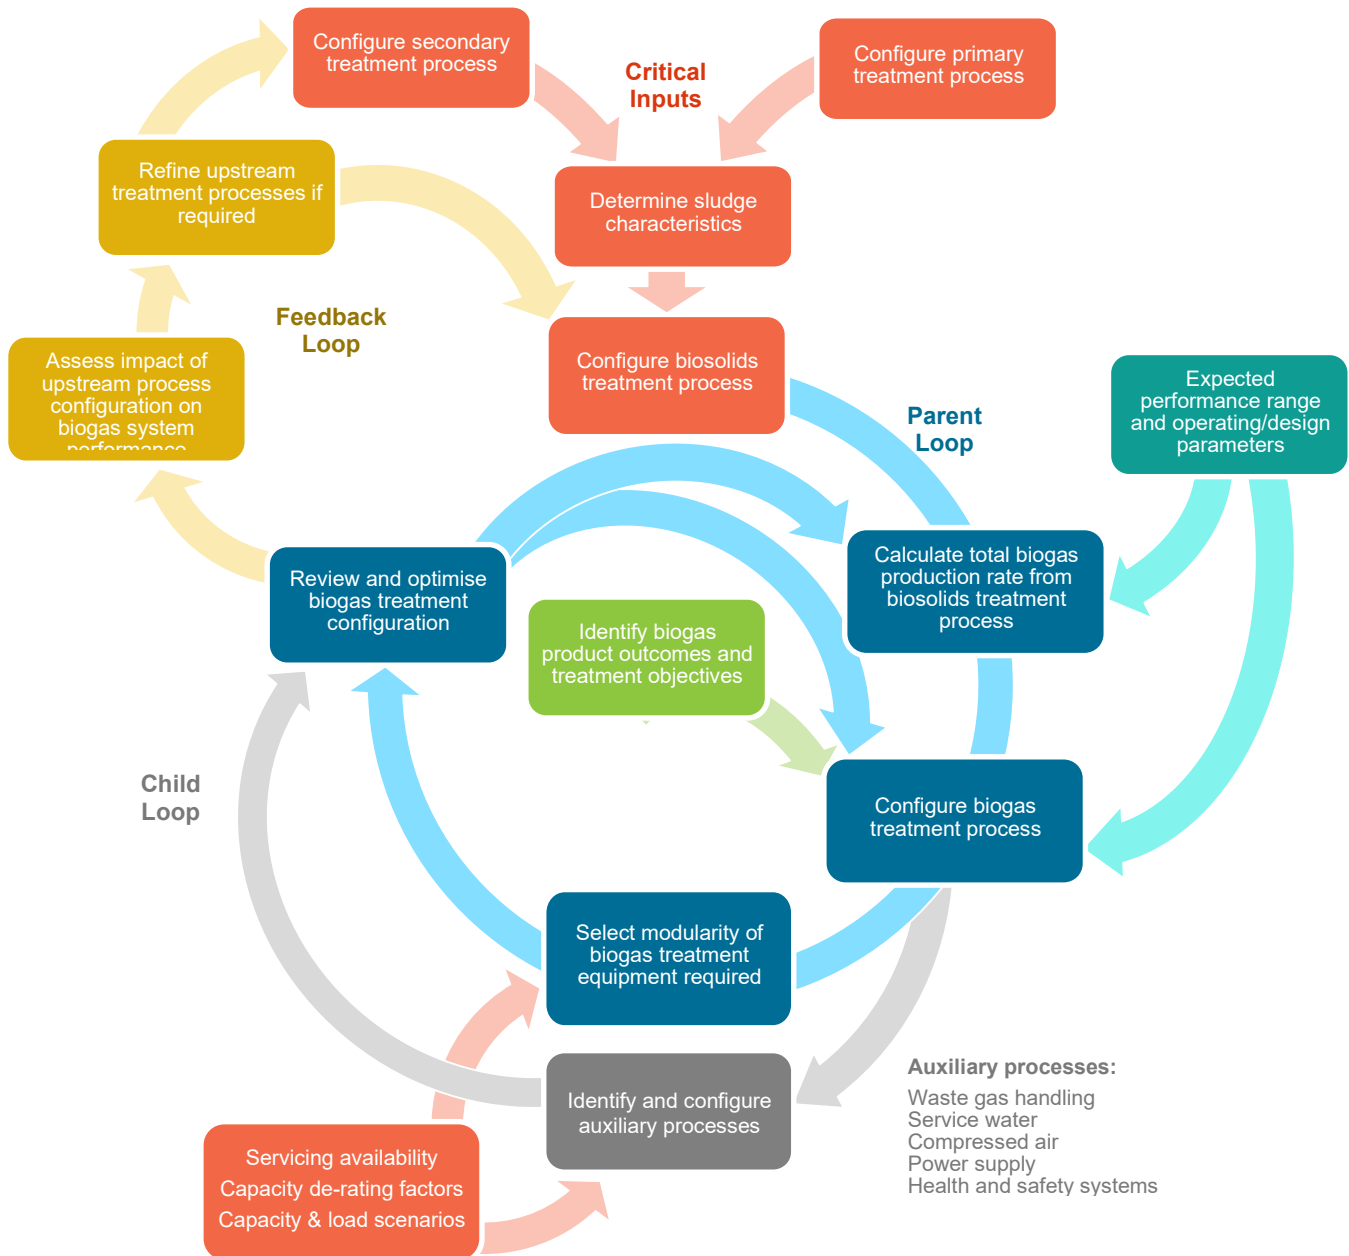 Configure secondary
treatment process
Critical
Inputs
Configure primary
treatment process
Refine upstream
treatment processes if
required
Determine sludge
characteristics
Feedback
Loop
Assess impact of
upstream process
configuration on
biogas system
performance
Configure biosolids
treatment process
Parent
Loop
Expected
performance range
and operating/design
parameters
Review and optimise
biogas treatment
configuration
Calculate total biogas
production rate from
biosolids treatment
process
Identify biogas
product outcomes and
treatment objectives
Child
Loop
Configure biogas
treatment process
Select modularity of
biogas treatment
equipment required
Identify and configure
auxiliary processes
Auxiliary processes:
Waste gas handling
Service water
Compressed air
Power supply
Health and safety systems
Servicing availability
Capacity de-rating factors
Capacity & load scenarios